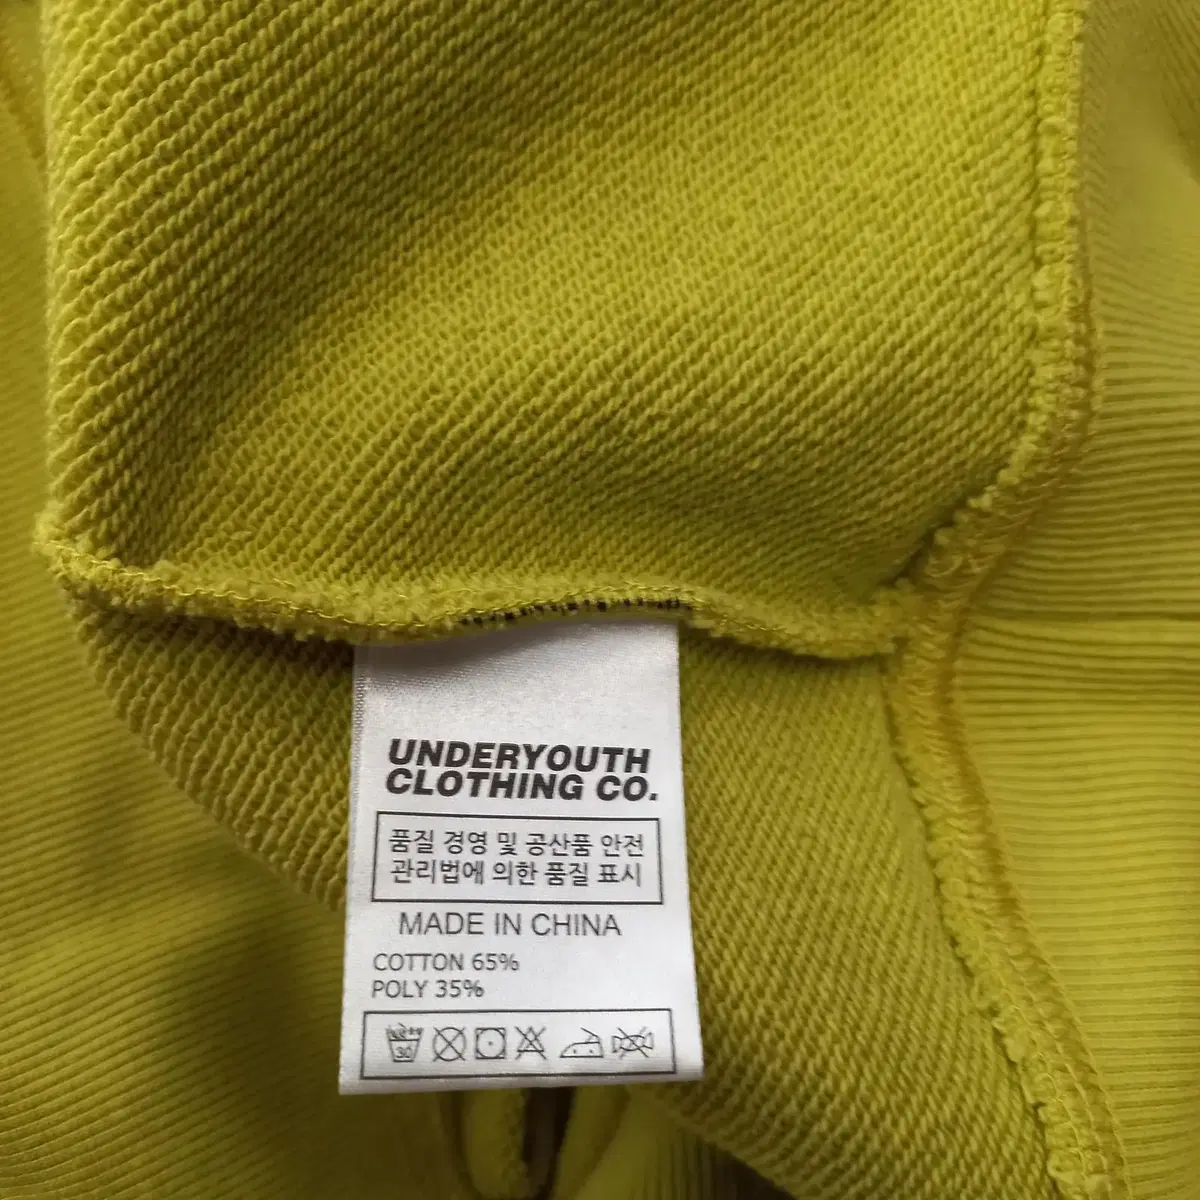 UNDERYOUTH
CLOTHING CO.
품질 경영 및 공산품 안전
관리법에 의한 품질 표시
MADE IN CHINA
COTTON 65%
POLY 35%
30